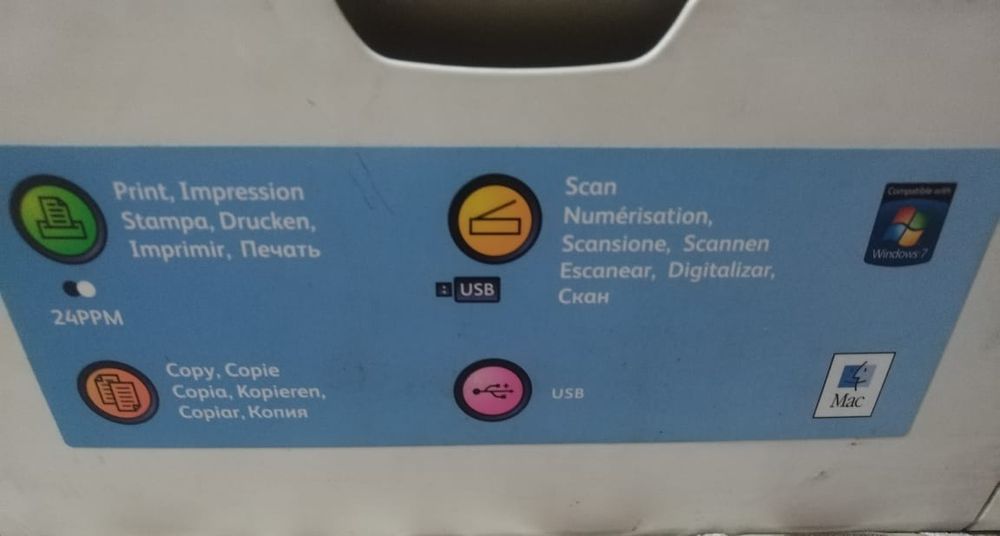 Print, Impression
Stampa, Drucken,
Imprimir, Печать
24PPM
Scan
Numérisation,
Scansione, Scannen
Escanear, Digitalizar,
Скан
USB
Compatible with
Windows 7
Copy, Copie
Copia, Kopieren,
Copiar, Копия
USB
Mac